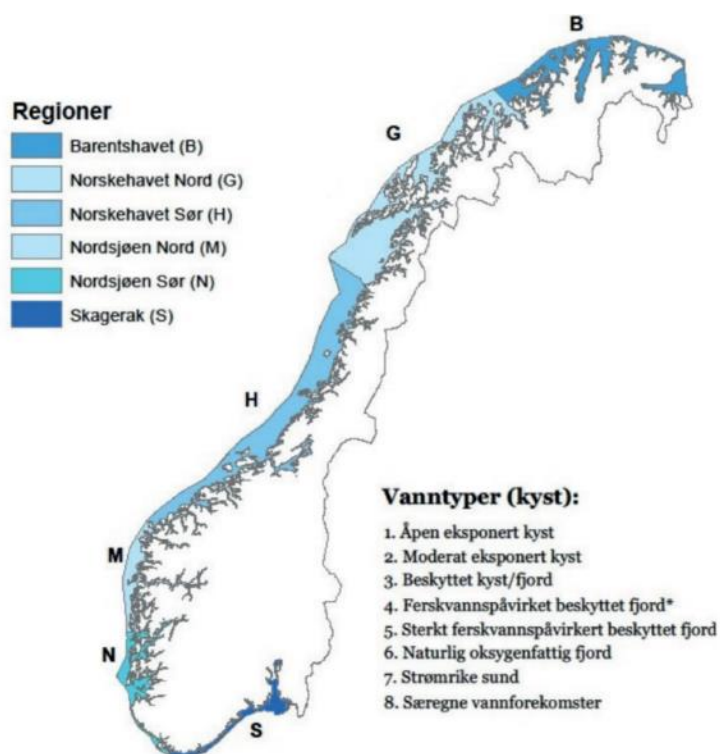 B
G
Regioner
Barentshavet (B)
Norskehavet Nord (G)
Norskehavet Sør (H)
Nordsjøen Nord (M)
Nordsjøen Sør (N)
Skagerak (S)
H
M
N
S
Vanntyper (kyst):
1. Åpen eksponert kyst
2. Moderat eksponert kyst
3. Beskyttet kyst/fjord
4. Ferskvannspåvirket beskyttet fjord*
5. Sterkt ferskvannspåvirkert beskyttet fjord
6. Naturlig oksygenfattig fjord
7. Strømrike sund
8. Særegne vannforekomster